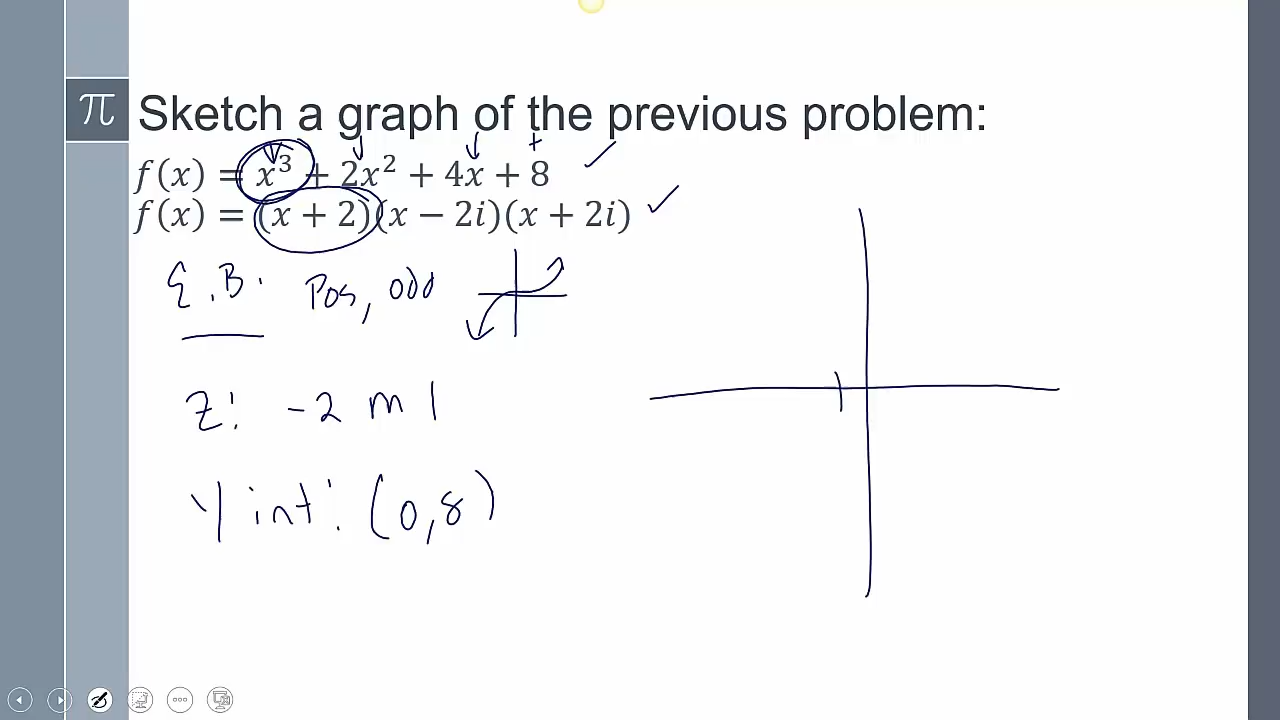 π Sketch a graph of the previous problem:
f(x) = x³ + 2x² + 4x + 8
f(x) = (x + 2)(x − 2i)(x + 2i)
E.B. Pos, odd
Z: -2 m 1
Y int: (0,8)